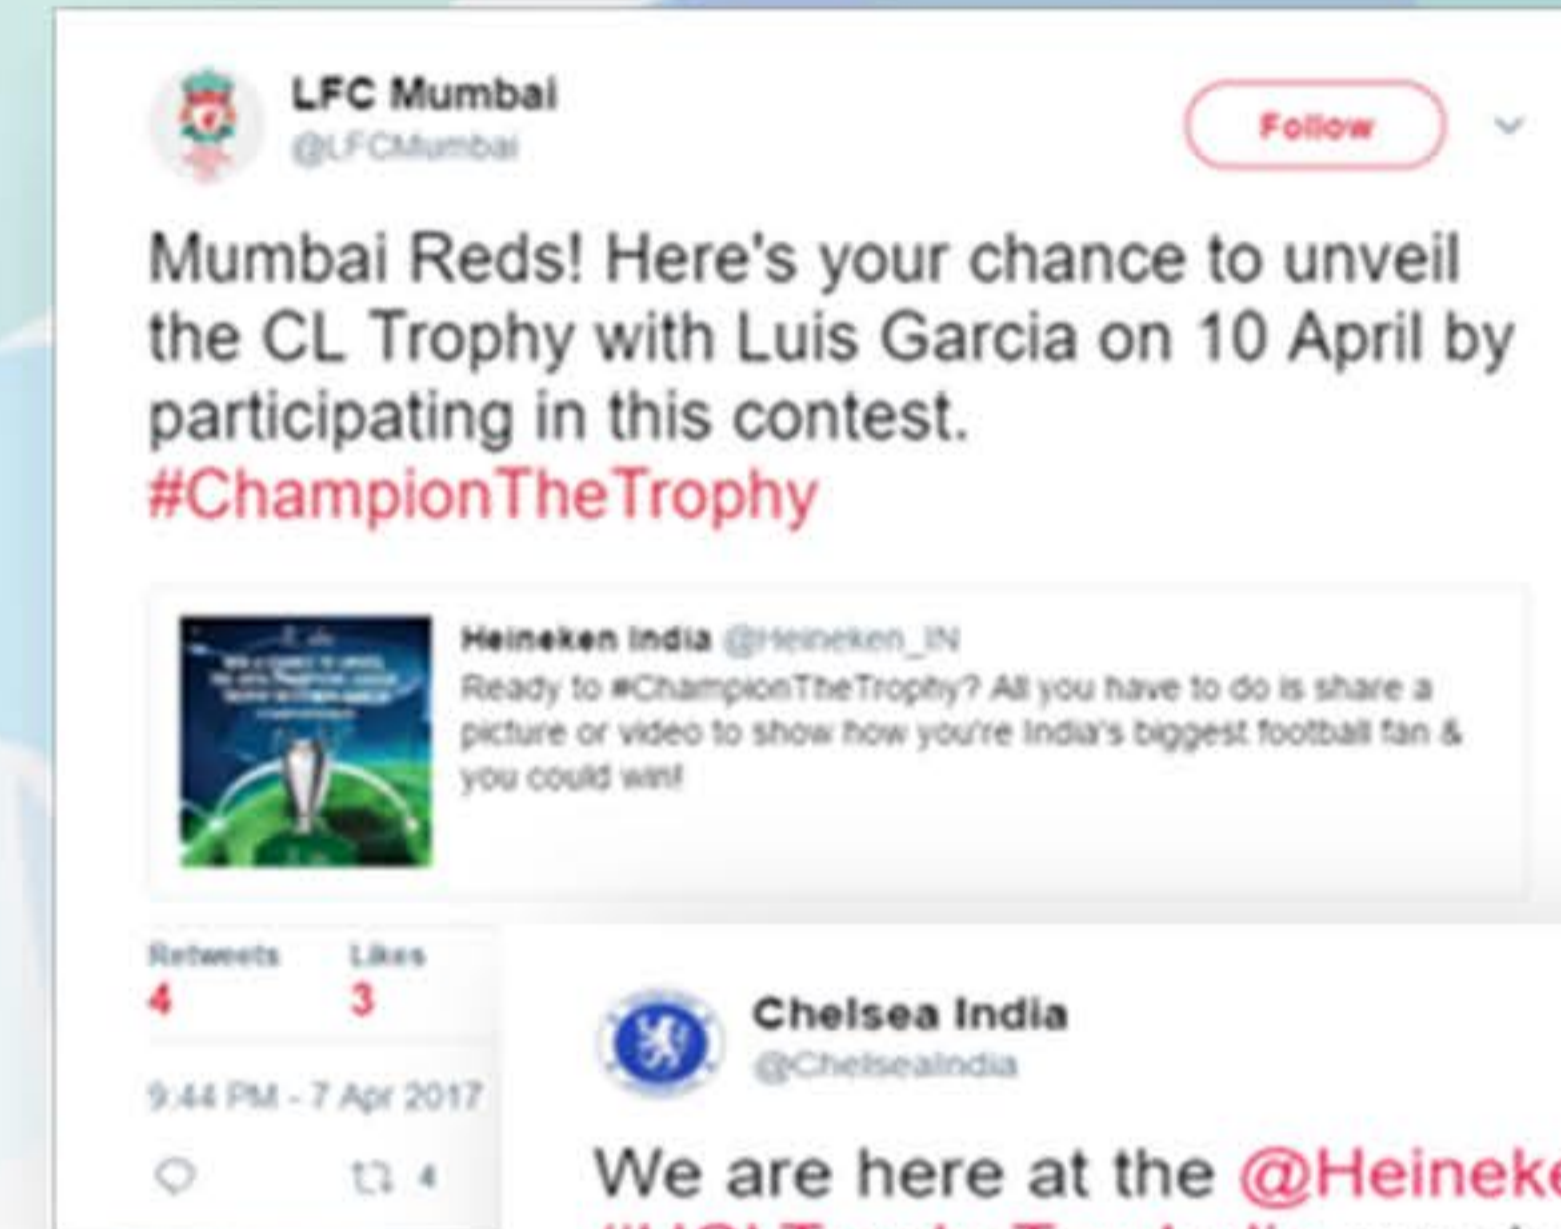 LFC Mumbai
@LFCMumbai
Follow
Mumbai Reds! Here's your chance to unveil
the CL Trophy with Luis Garcia on 10 April by
participating in this contest.
#ChampionTheTrophy
Heineken India @Heineken_IN
Ready to #ChampionTheTrophy? All you have to do is share a
picture or video to show how you're India's biggest football fan &
you could win!
Retweets Likes
4 3
9:44 PM - 7 Apr 2017
4
Chelsea India
@ChelseaIndia
We are here at the @Heineke